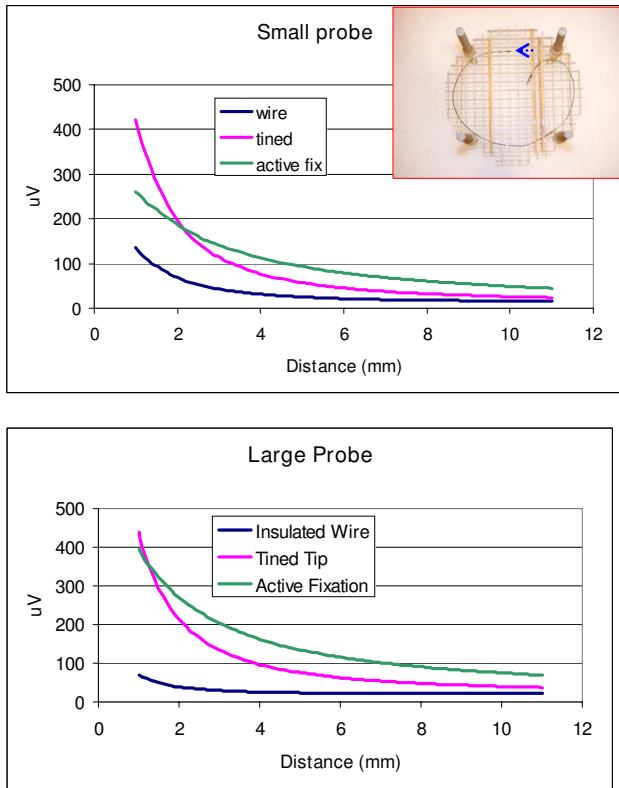 Small probe
500
400
300
200
100
0
uV
wire
tined
active fix
0 2 4 6 8 10 12
Distance (mm)
Large Probe
500
400
300
200
100
0
uV
Insulated Wire
Tined Tip
Active Fixation
0 2 4 6 8 10 12
Distance (mm)